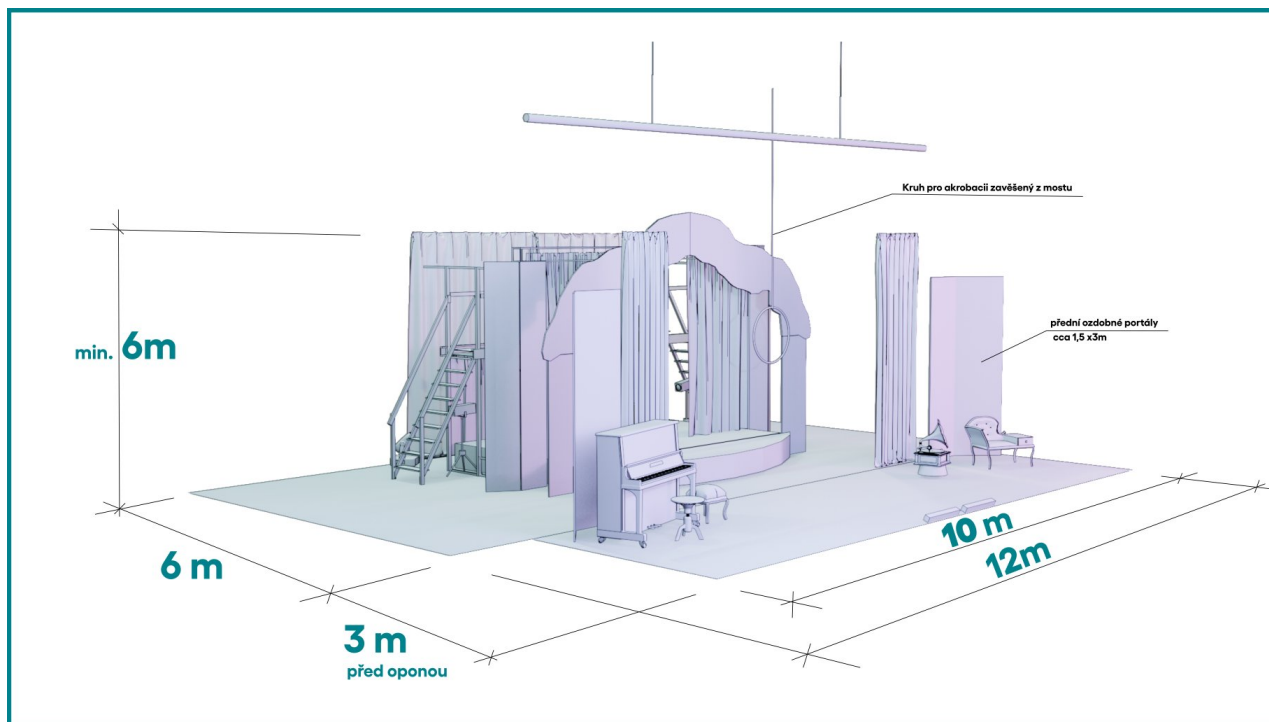 Kruh pro akrobacii zavěšený z mostu
přední ozdobné portály
cca 1,5 x3m
min. 6m
10 m
12m
6 m
3 m
před oponou